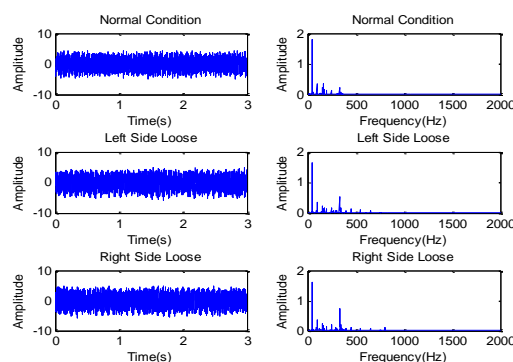 Normal Condition
Normal Condition
10
0
-10
Amplitude
0 1 2 3
Time(s)
2
1
0
Amplitude
0 500 1000 1500 2000
Frequency(Hz)
Left Side Loose
Left Side Loose
10
0
-10
Amplitude
0 1 2 3
Time(s)
2
1
0
Amplitude
0 500 1000 1500 2000
Frequency(Hz)
Right Side Loose
Right Side Loose
10
0
-10
Amplitude
0 1 2 3
Time(s)
2
1
0
Amplitude
0 500 1000 1500 2000
Frequency(Hz)